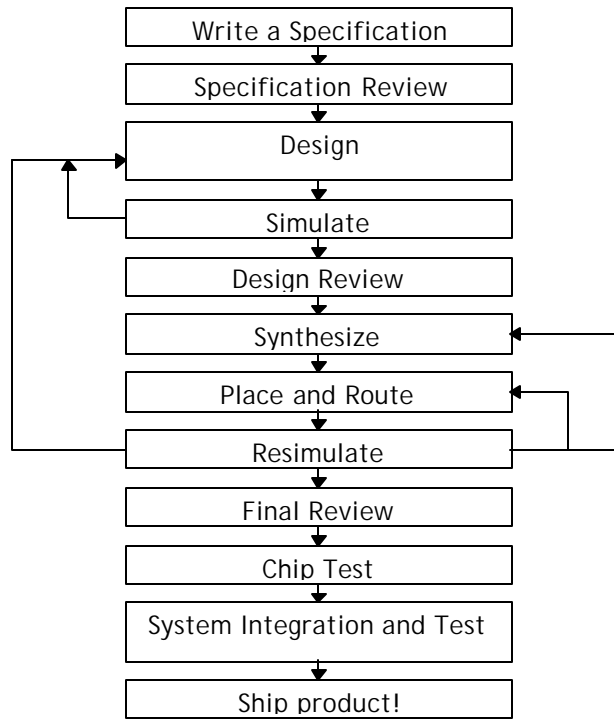 Write a Specification
Specification Review
Design
Simulate
Design Review
Synthesize
Place and Route
Resimulate
Final Review
Chip Test
System Integration and Test
Ship product!